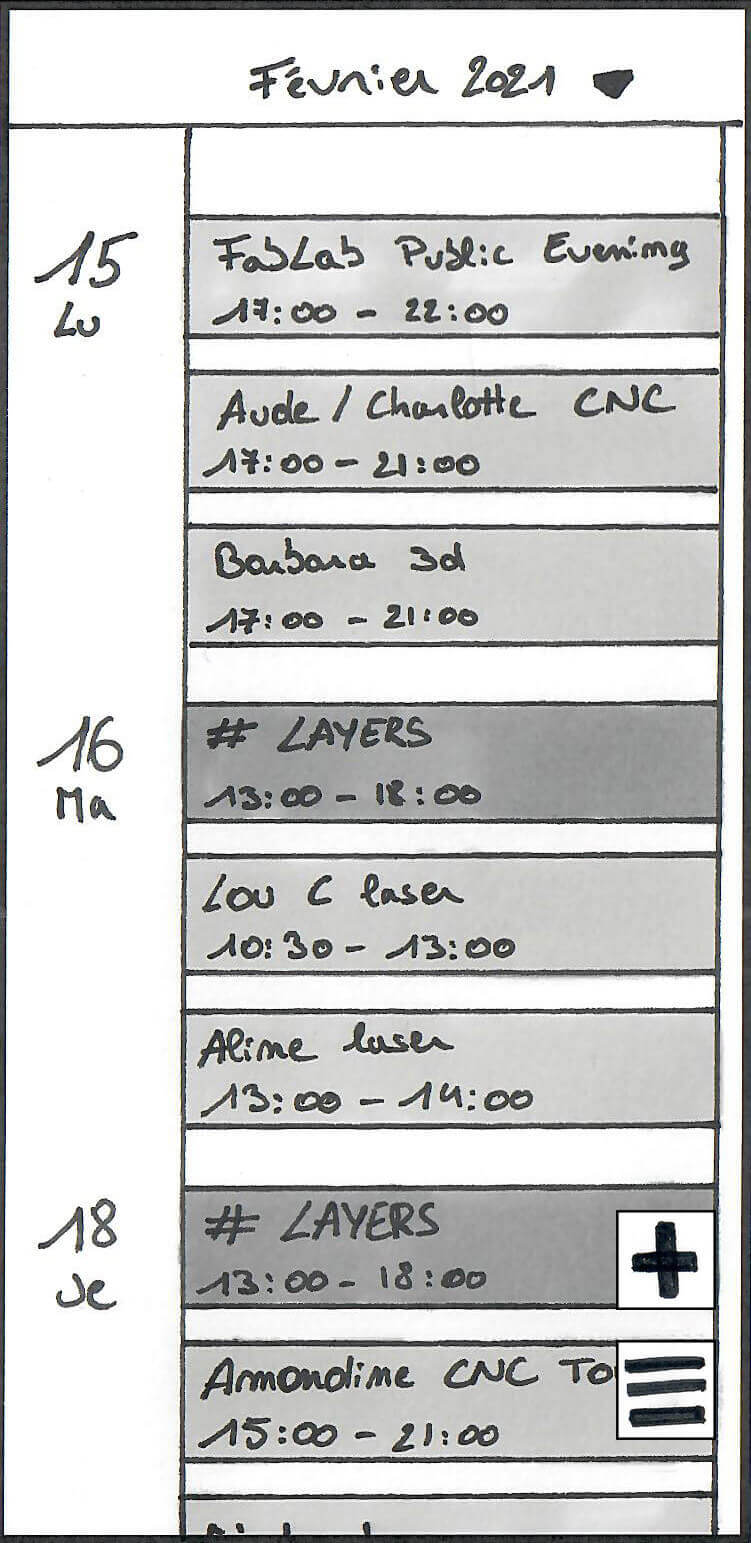 Février 2021
15
Lu
FabLab Public Evening
17:00 - 22:00
Aude / Charlotte CNC
17:00 - 21:00
Barbara 3d
17:00 - 21:00
16
Ma
# LAYERS
13:00 - 18:00
Lou C laser
10:30 - 13:00
Aline laser
13:00 - 14:00
18
Je
# LAYERS
13:00 - 18:00
Amandine CNC
15:00 - 21:00